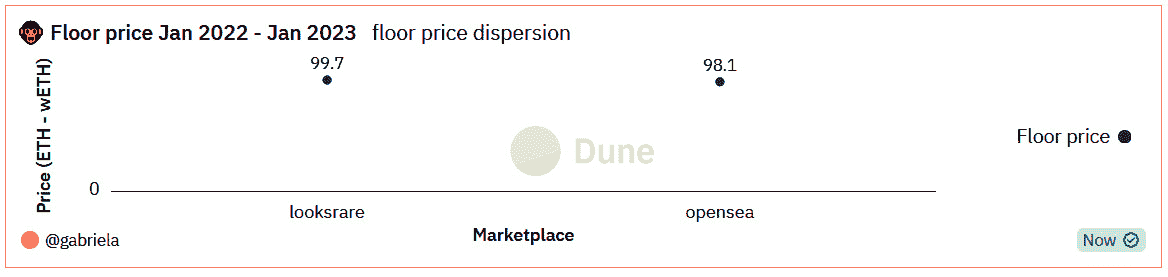 Floor price Jan 2022 - Jan 2023 floor price dispersion
Price (ETH - wETH)
99.7
98.1
Dune
Floor price
0
looksrare
opensea
Marketplace
@gabriela
Now